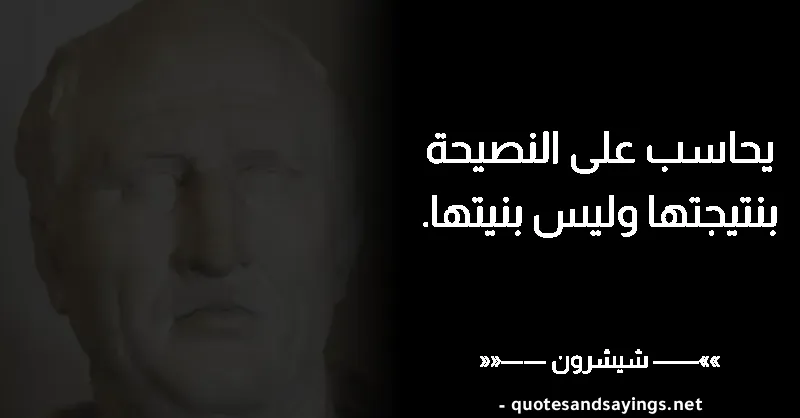 يحاسب على النصيحة
بنتيجتها وليس بنيتها.
»»—— شيشرون ——««
- quotesandsayings.net